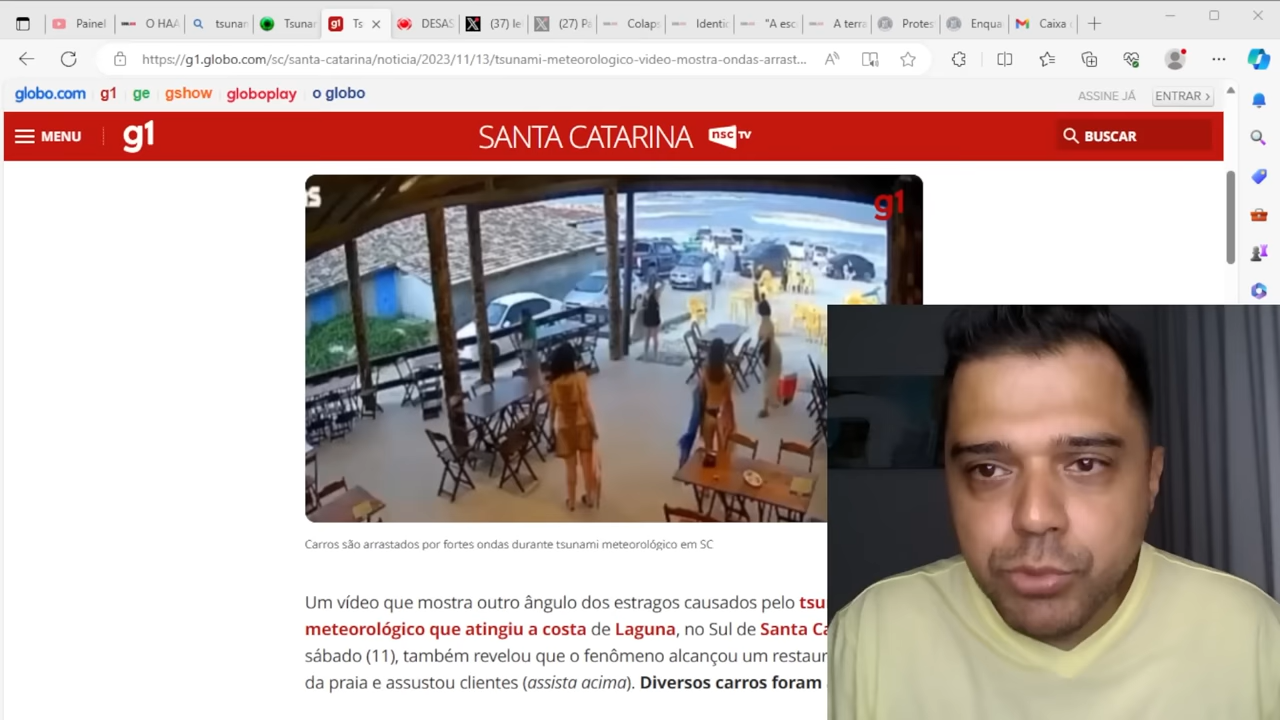 Painel
O HAA
tsunan
Tsunar
g1 Ts
DESAS
(37) le
(27) Pa
Colap
Identic
"A esc
A terra
Protes
Enqua
Caixa
https://g1.globo.com/sc/santa-catarina/noticia/2023/11/13/tsunami-meteorologico-video-mostra-ondas-arrast...
globo.com g1 ge gshow globoplay o globo
ASSINE JÁ ENTRAR
MENU g1 SANTA CATARINA nsc TV BUSCAR
s
g1
Carros são arrastados por fortes ondas durante tsunami meteorológico em SC
Um vídeo que mostra outro ângulo dos estragos causados pelo tsu
meteorológico que atingiu a costa de Laguna, no Sul de Santa Ca
sábado (11), também revelou que o fenômeno alcançou um restaur
da praia e assustou clientes (assista acima). Diversos carros foram